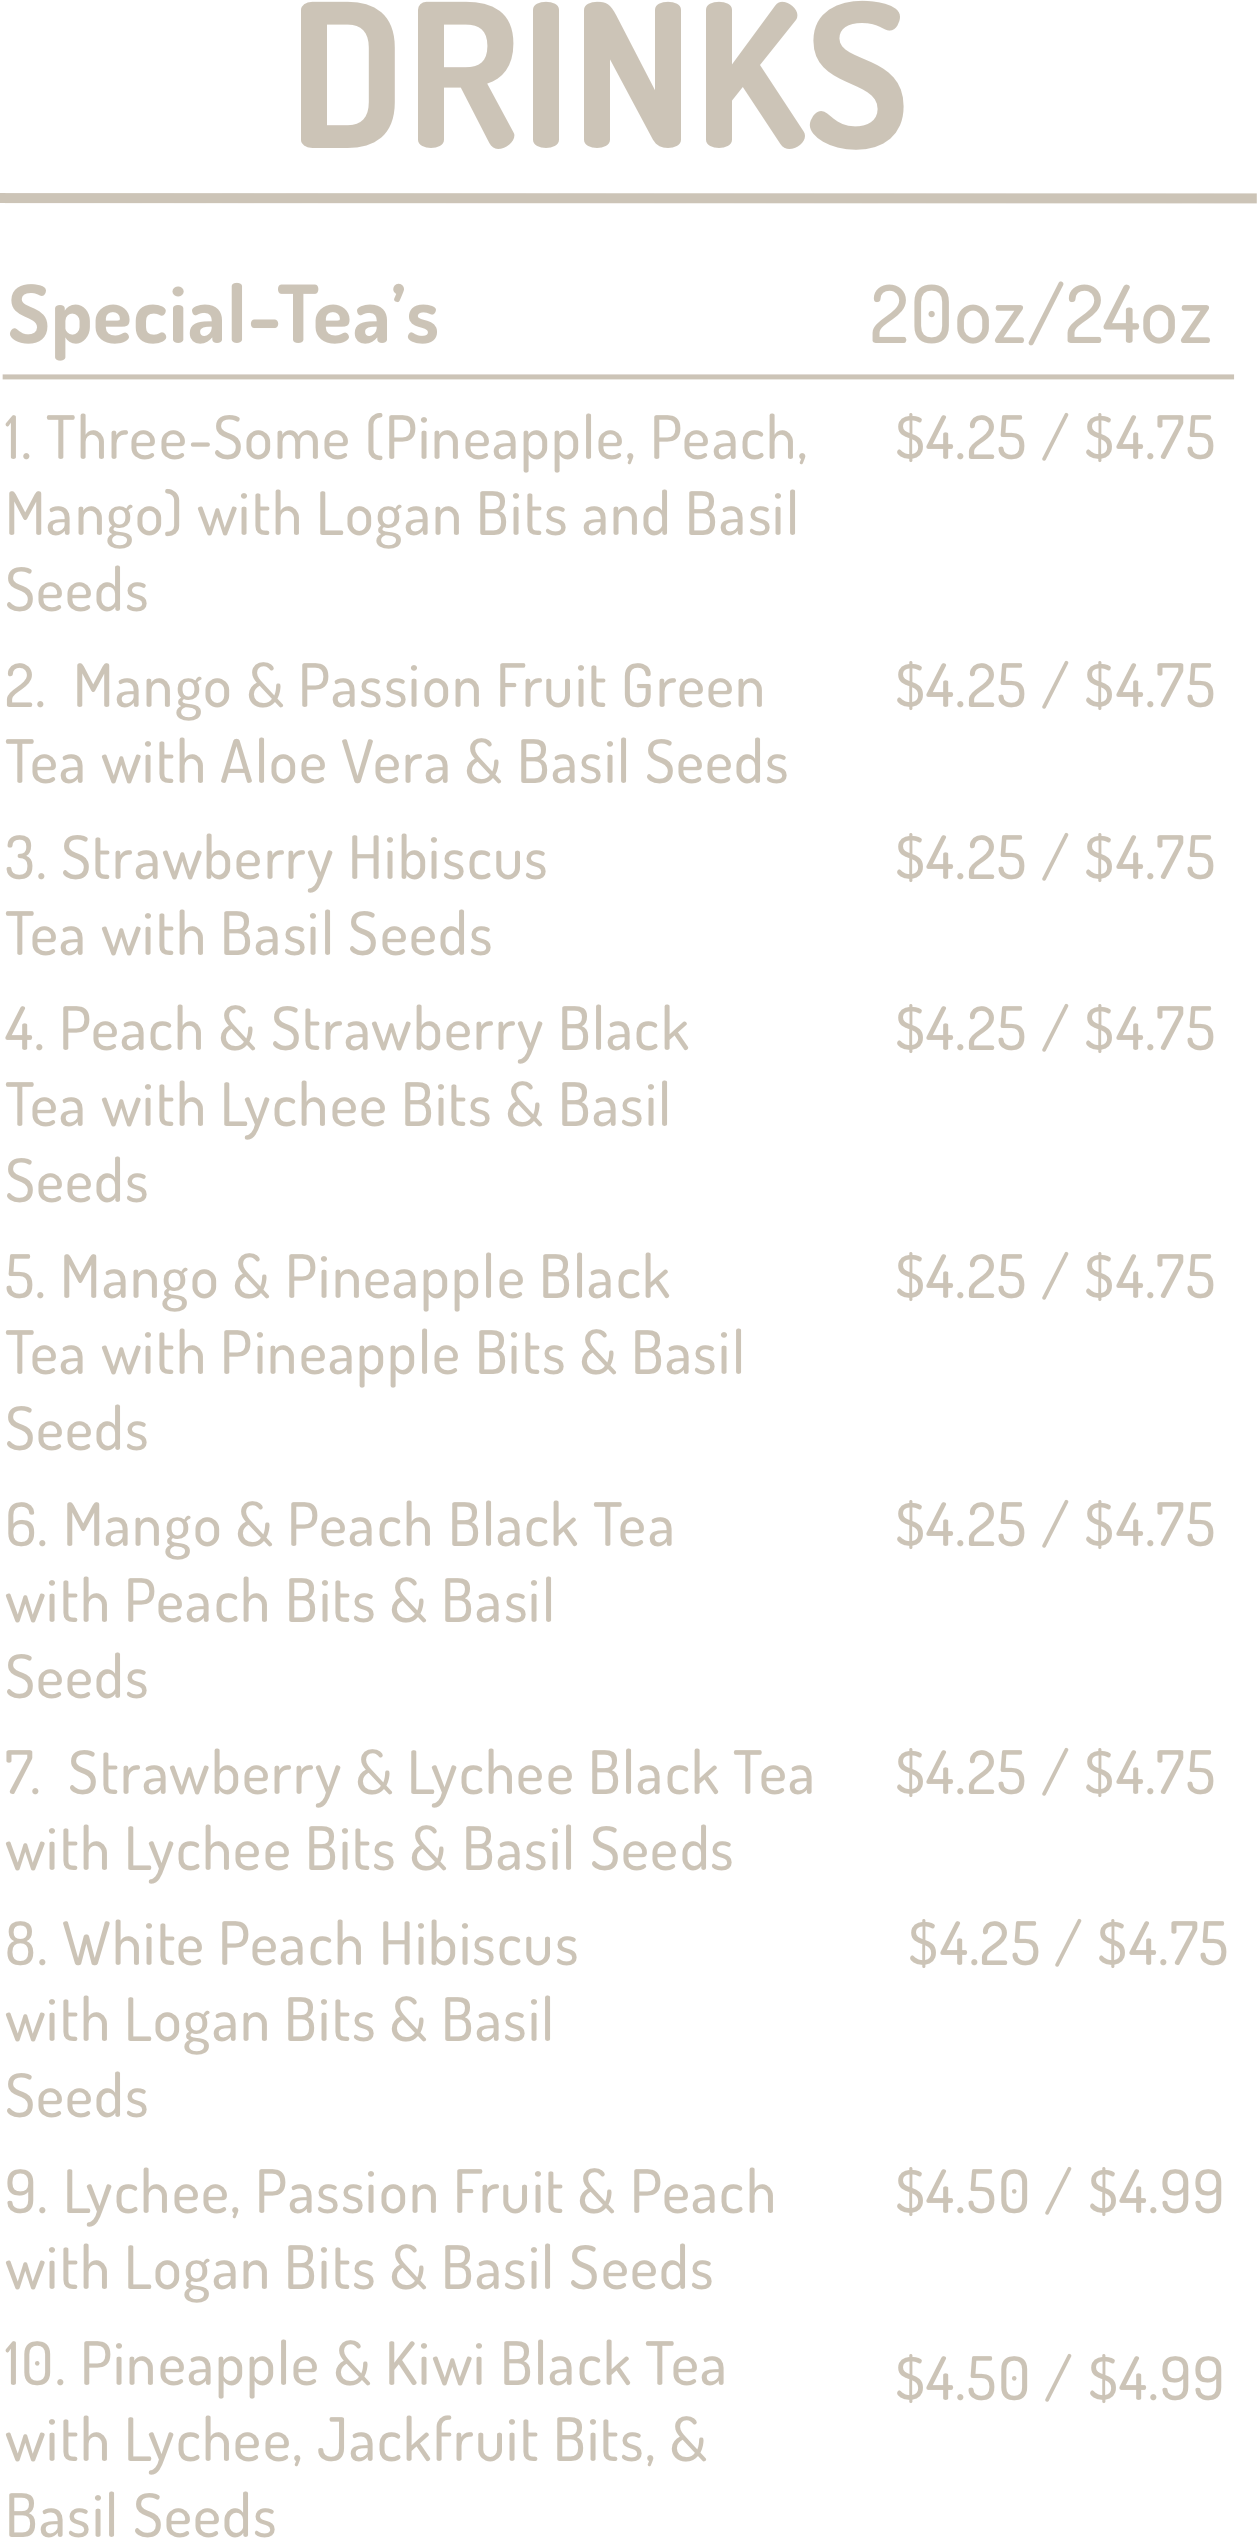 DRINKS
Special-Tea's 20oz/24oz
1. Three-Some (Pineapple, Peach, $4.25 / $4.75
Mango) with Logan Bits and Basil
Seeds
2. Mango & Passion Fruit Green $4.25 / $4.75
Tea with Aloe Vera & Basil Seeds
3. Strawberry Hibiscus $4.25 / $4.75
Tea with Basil Seeds
4. Peach & Strawberry Black $4.25 / $4.75
Tea with Lychee Bits & Basil
Seeds
5. Mango & Pineapple Black $4.25 / $4.75
Tea with Pineapple Bits & Basil
Seeds
6. Mango & Peach Black Tea $4.25 / $4.75
with Peach Bits & Basil
Seeds
7. Strawberry & Lychee Black Tea $4.25 / $4.75
with Lychee Bits & Basil Seeds
8. White Peach Hibiscus $4.25 / $4.75
with Logan Bits & Basil
Seeds
9. Lychee, Passion Fruit & Peach $4.50 / $4.99
with Logan Bits & Basil Seeds
10. Pineapple & Kiwi Black Tea $4.50 / $4.99
with Lychee, Jackfruit Bits, &
Basil Seeds